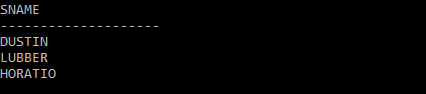 SNAME
--------------------
DUSTIN
LUBBER
HORATIO